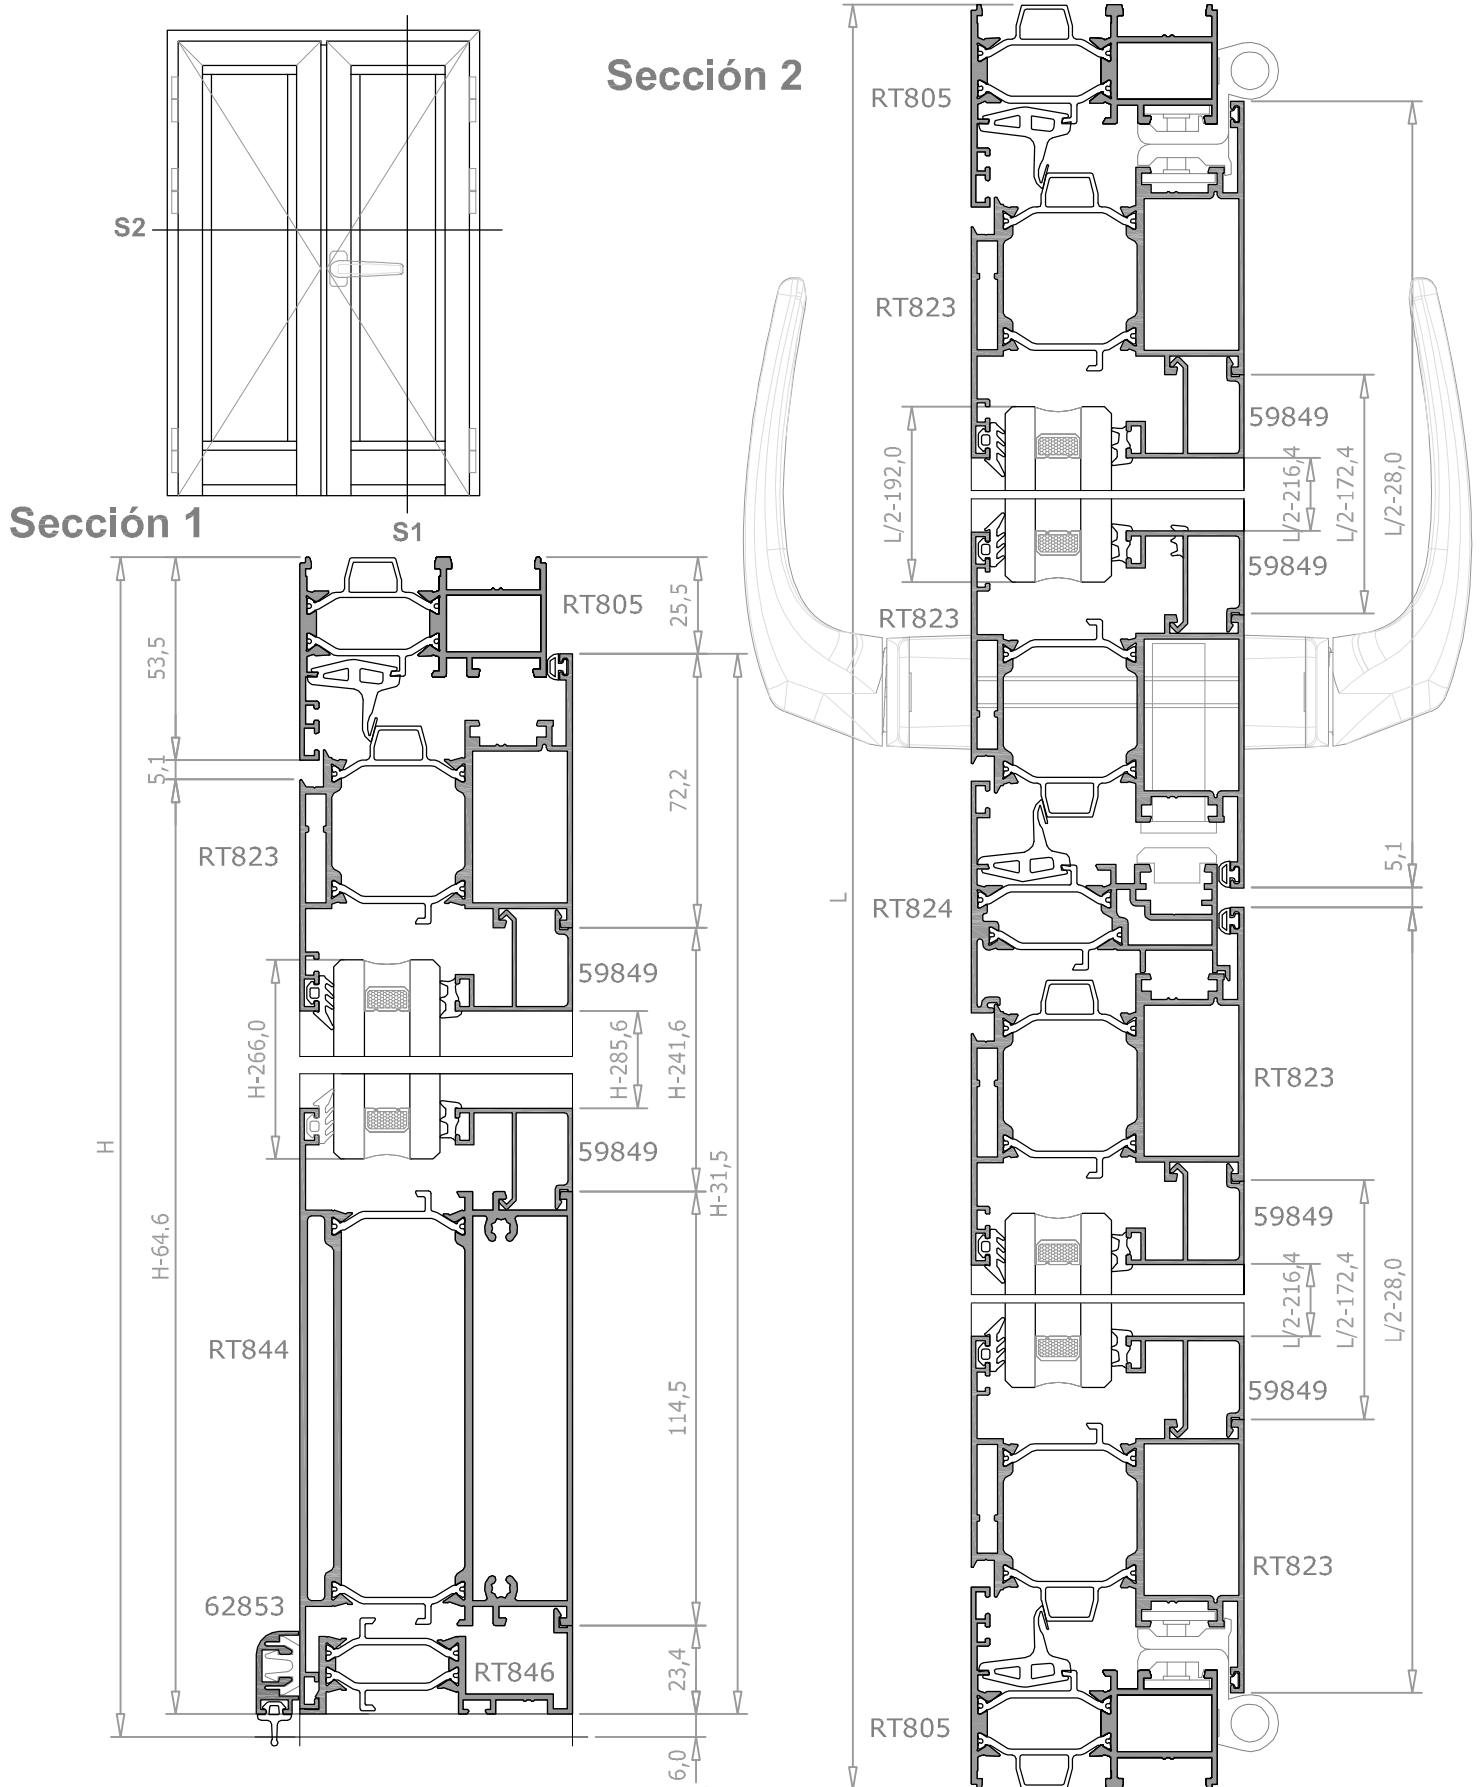 Sección 2
S2
S1
Sección 1
RT805
53,5
25,5
5,1
72,2
RT823
59849
H-266,0
H-285,6
H-241,6
H
59849
H-31,5
H-64.6
RT844
114,5
62853
RT846
23,4
6,0
RT805
RT823
59849
L/2-192,0
L/2-216,4
L/2-172,4
L/2-28,0
59849
RT823
L
5,1
RT824
RT823
59849
L/2-216,4
L/2-172,4
L/2-28,0
59849
RT823
RT805